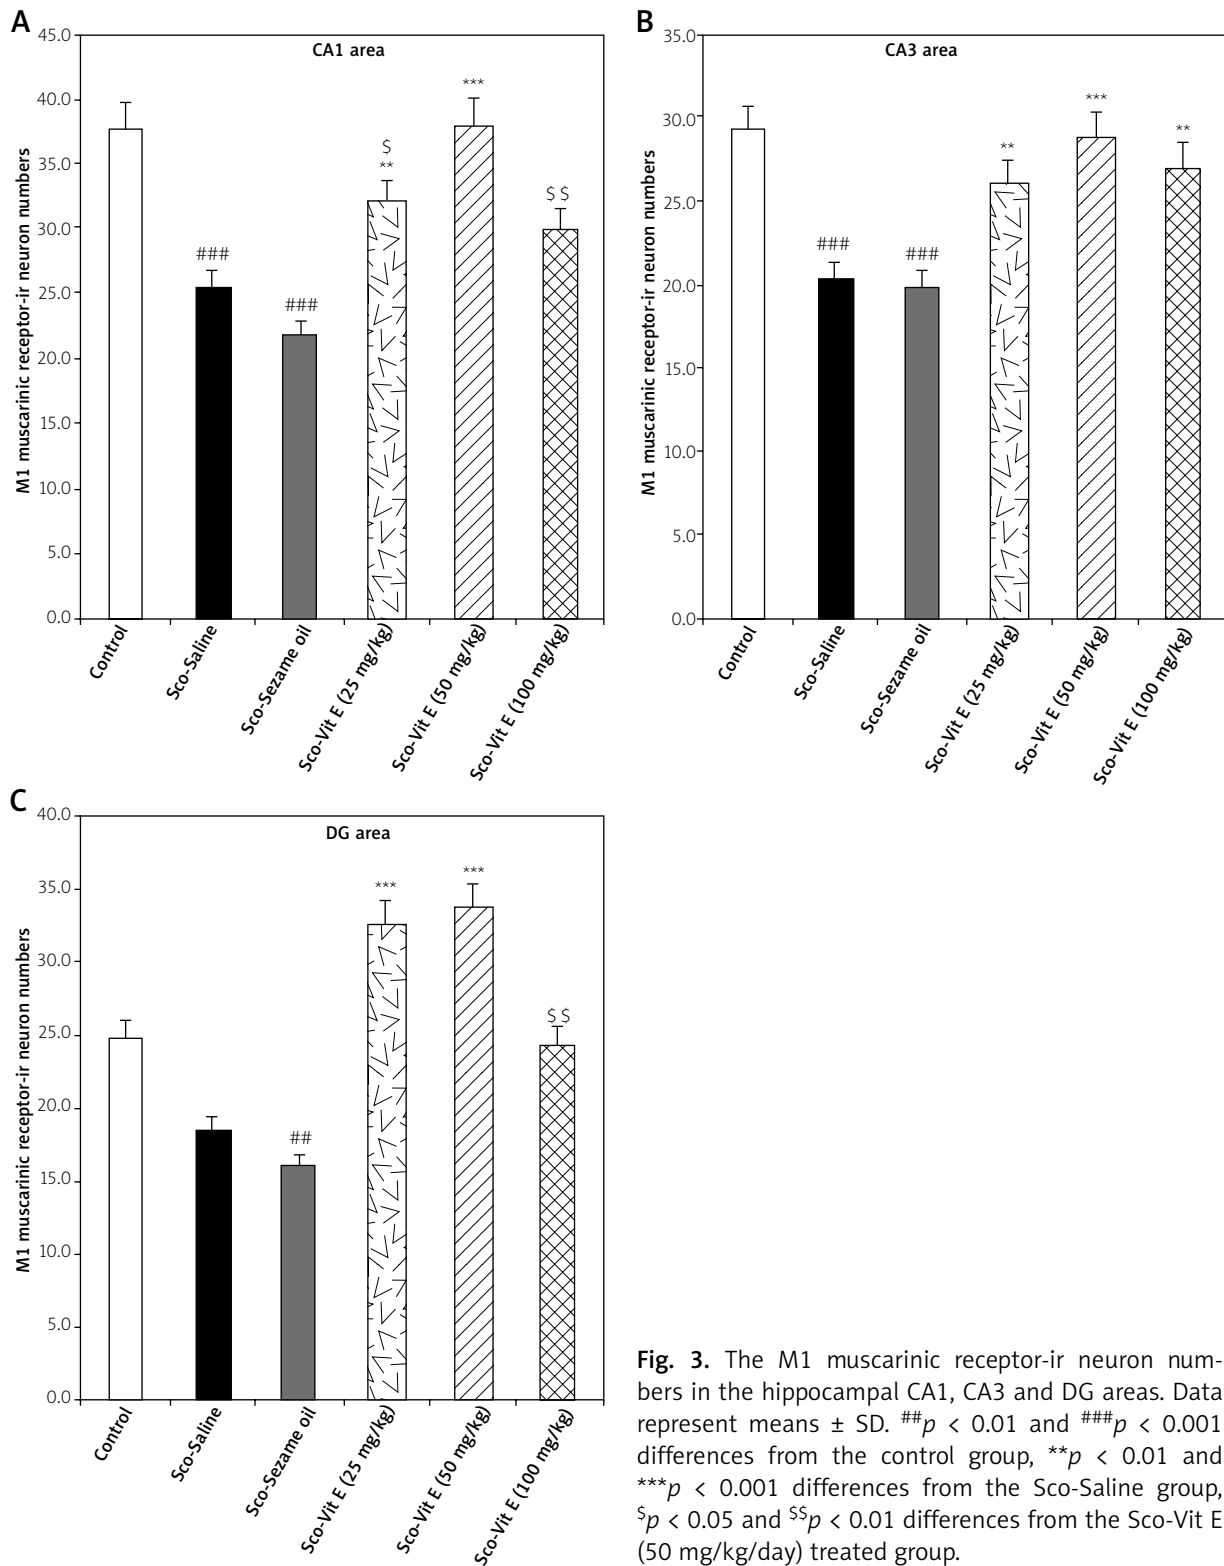 A
CA1 area
M1 muscarinic receptor-ir neuron numbers
45.0
40.0
35.0
30.0
25.0
20.0
15.0
10.0
5.0
0.0
###
###
$
**
***
$$
Control
Sco-Saline
Sco-Sezame oil
Sco-Vit E (25 mg/kg)
Sco-Vit E (50 mg/kg)
Sco-Vit E (100 mg/kg)
B
CA3 area
M1 muscarinic receptor-ir neuron numbers
35.0
30.0
25.0
20.0
15.0
10.0
5.0
0.0
###
###
**
***
**
Control
Sco-Saline
Sco-Sezame oil
Sco-Vit E (25 mg/kg)
Sco-Vit E (50 mg/kg)
Sco-Vit E (100 mg/kg)
C
DG area
M1 muscarinic receptor-ir neuron numbers
40.0
35.0
30.0
25.0
20.0
15.0
10.0
5.0
0.0
##
***
***
$$
Control
Sco-Saline
Sco-Sezame oil
Sco-Vit E (25 mg/kg)
Sco-Vit E (50 mg/kg)
Sco-Vit E (100 mg/kg)
Fig. 3. The M1 muscarinic receptor-ir neuron num-
bers in the hippocampal CA1, CA3 and DG areas. Data
represent means ± SD. ##p < 0.01 and ###p < 0.001
differences from the control group, **p < 0.01 and
***p < 0.001 differences from the Sco-Saline group,
$p < 0.05 and $$p < 0.01 differences from the Sco-Vit E
(50 mg/kg/day) treated group.